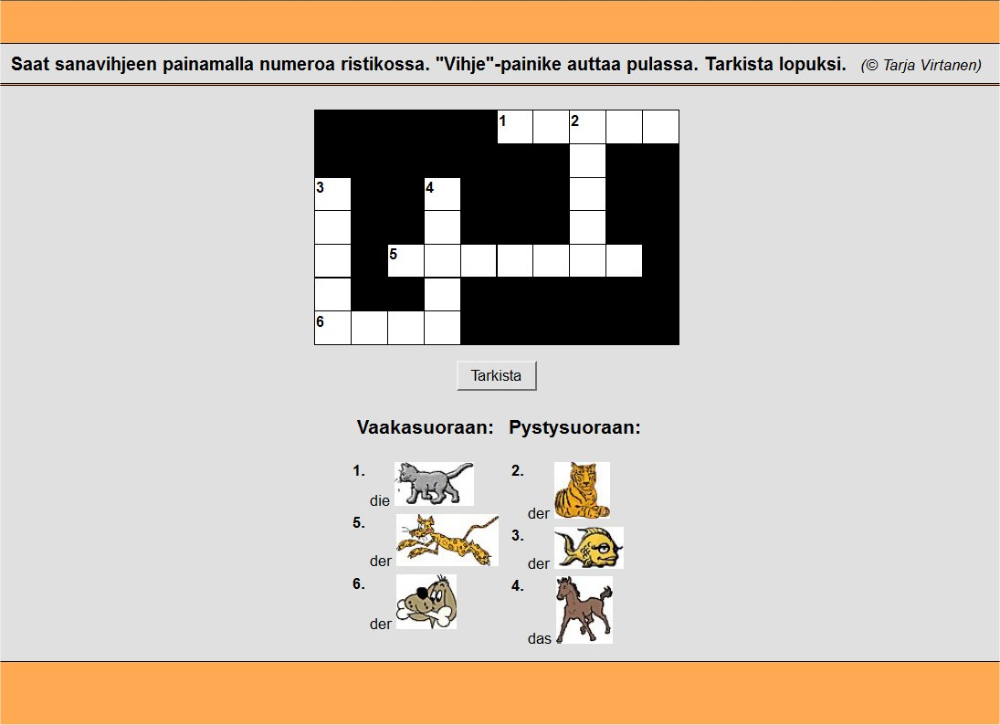 Saat sanavihjeen painamalla numeroa ristikossa. "Vihje"-painike auttaa pulassa. Tarkista lopuksi. (© Tarja Virtanen)
1 2
3 4
5
6
Tarkista
Vaakasuoraan: Pystysuoraan:
1. die
5. der
6. der
2. der
3. der
4. das